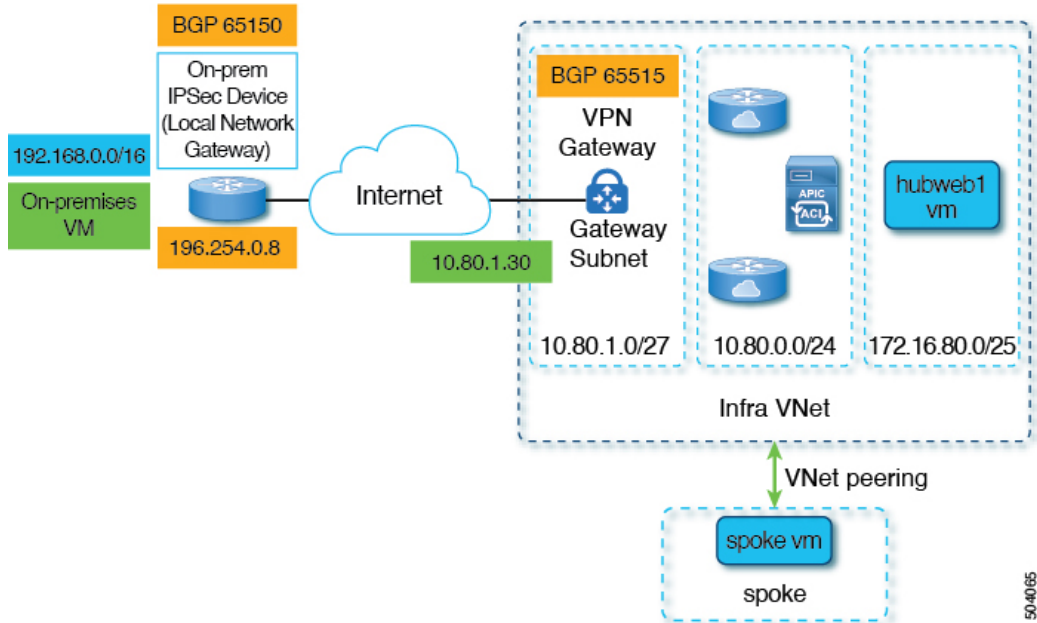 BGP 65150
On-prem
IPSec Device
(Local Network
Gateway)
192.168.0.0/16
On-premises
VM
196.254.0.8
Internet
10.80.1.30
BGP 65515
VPN
Gateway
Gateway
Subnet
10.80.1.0/27
APIC
ACI
10.80.0.0/24
hubweb1
vm
172.16.80.0/25
Infra VNet
VNet peering
spoke vm
spoke
504065